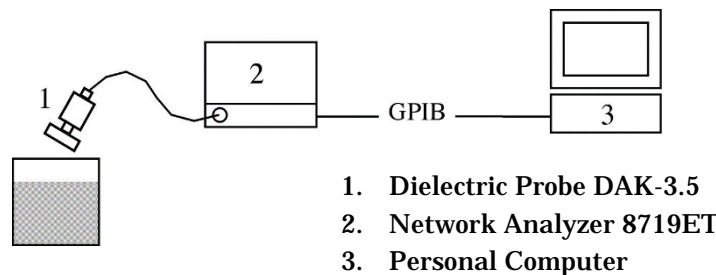 1
2
GPIB
3
1. Dielectric Probe DAK-3.5
2. Network Analyzer 8719ET
3. Personal Computer